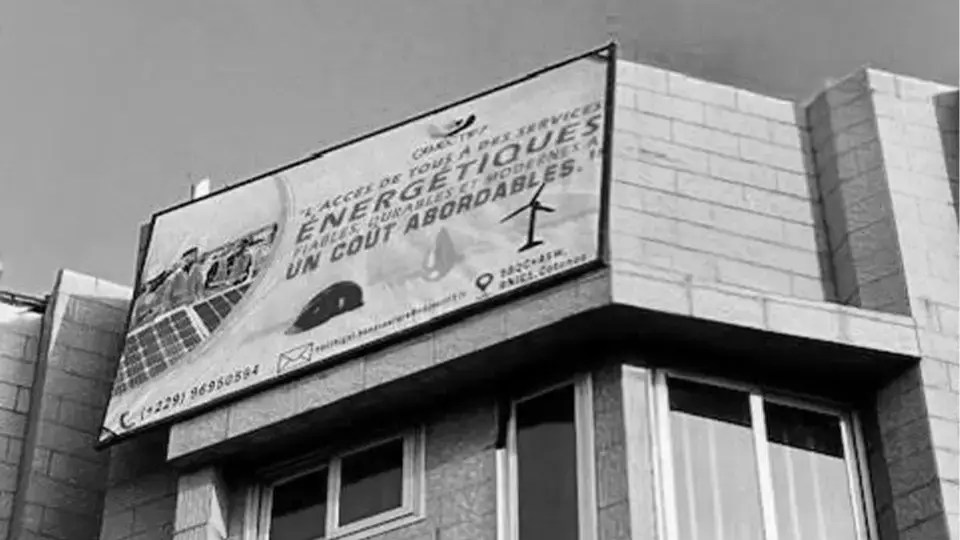 "L'ACCÈS DE TOUS À DES SERVICES
ÉNERGÉTIQUES
FIABLES, DURABLES ET MODERNES À
UN COÛT ABORDABLES. "
Cotonou
(+229) 96950594